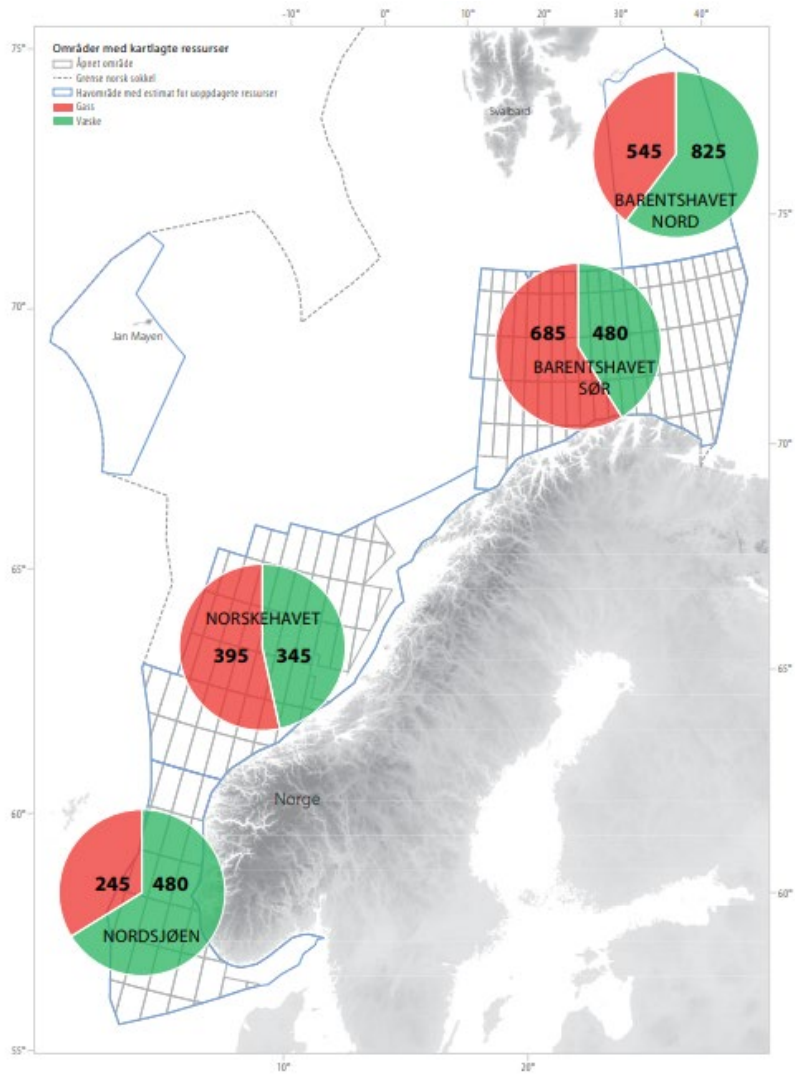 -10°
0°
10°
20°
30°
40°
75°
Områder med kartlagte ressurser
Åpnet område
Grense norsk sokkel
Havområde med estimat for uoppdagete ressurser
Gass
Væske
Svalbard
545
825
BARENTSHAVET
NORD
75°
70°
Jan Mayen
685
480
BARENTSHAVET
SØR
70°
65°
NORSKEHAVET
395
345
65°
Norge
60°
245
480
60°
NORDSJØEN
55°
10°
20°